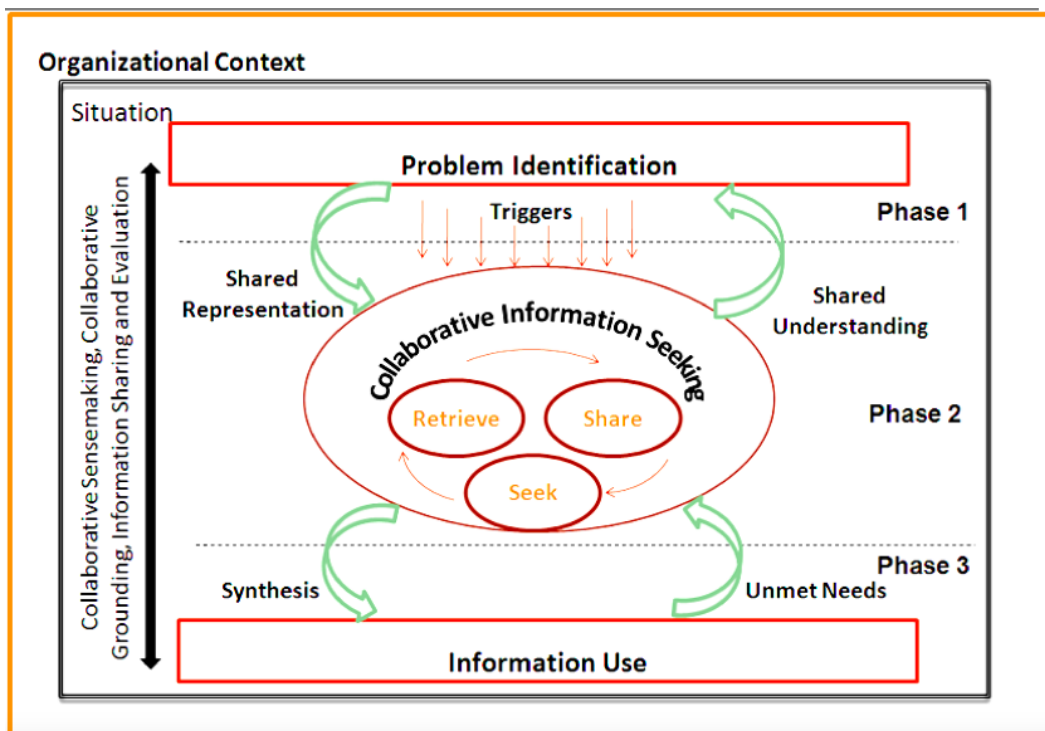 Organizational Context
Situation
Problem Identification
Triggers
Phase 1
Shared
Representation
Shared
Understanding
Collaborative Information Seeking
Retrieve
Share
Seek
Phase 2
Phase 3
Synthesis
Unmet Needs
Information Use
Collaborative Sensemaking, Collaborative
Grounding, Information Sharing and Evaluation